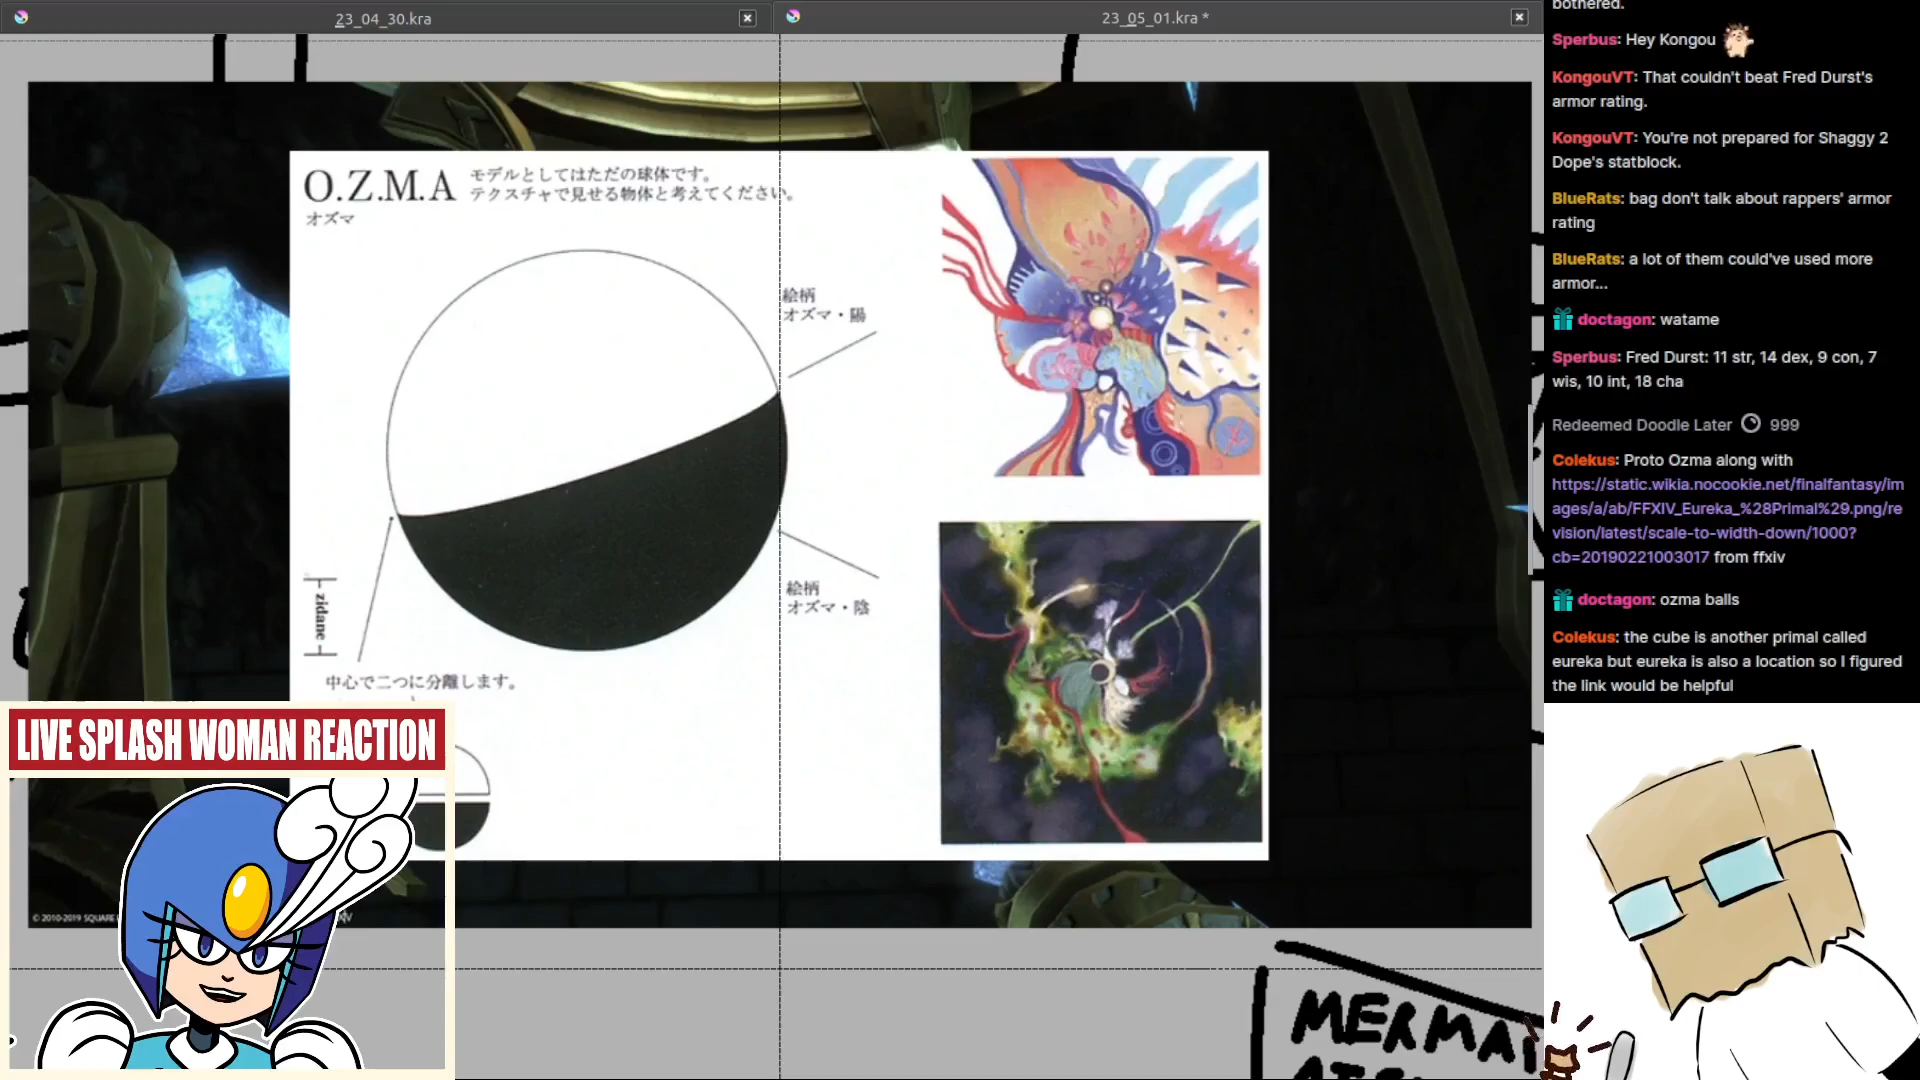 23_04_30.kra
23_05_01.kra *
O.Z.M.A
オズマ
モデルとしてはただの球体です。
テクスチャで見せる物体と考えてください。
絵柄
オズマ・陽
絵柄
オズマ・陰
zidane
中心で二つに分離します。
LIVE SPLASH WOMAN REACTION
© 2010-2019 SQUARE
XIV
MERMA
bothered.
Sperbus: Hey Kongou
KongouVT: That couldn't beat Fred Durst's
armor rating.
KongouVT: You're not prepared for Shaggy 2
Dope's statblock.
BlueRats: bag don't talk about rappers' armor
rating
BlueRats: a lot of them could've used more
armor...
doctagon: watame
Sperbus: Fred Durst: 11 str, 14 dex, 9 con, 7
wis, 10 int, 18 cha
Redeemed Doodle Later 999
Colekus: Proto Ozma along with
https://static.wikia.nocookie.net/finalfantasy/im
ages/a/ab/FFXIV_Eureka_%28Primal%29.png/re
vision/latest/scale-to-width-down/1000?
cb=20190221003017 from ffxiv
doctagon: ozma balls
Colekus: the cube is another primal called
eureka but eureka is also a location so I figured
the link would be helpful